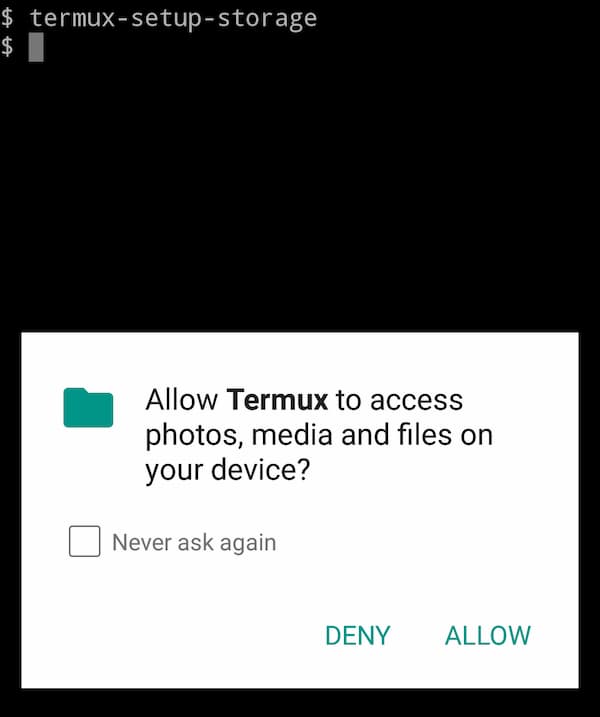 $ termux-setup-storage
$
Allow Termux to access
photos, media and files on
your device?
Never ask again
DENY ALLOW